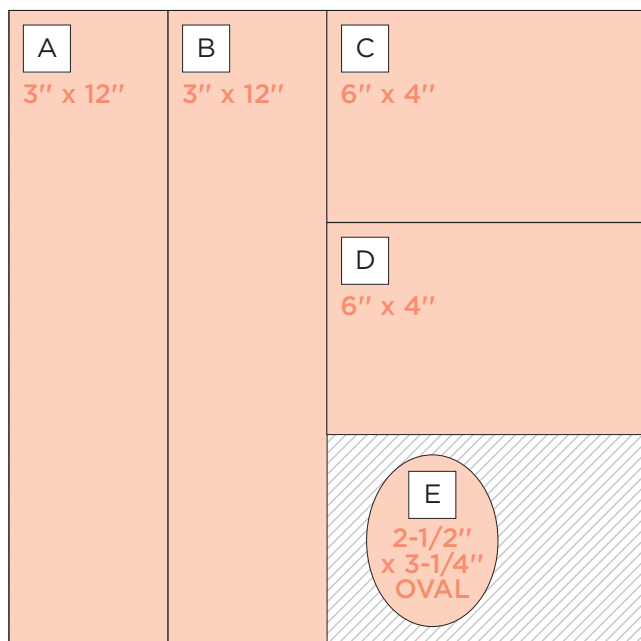 A
3" x 12"
B
3" x 12"
C
6" x 4"
D
6" x 4"
E
2-1/2"
x 3-1/4"
OVAL